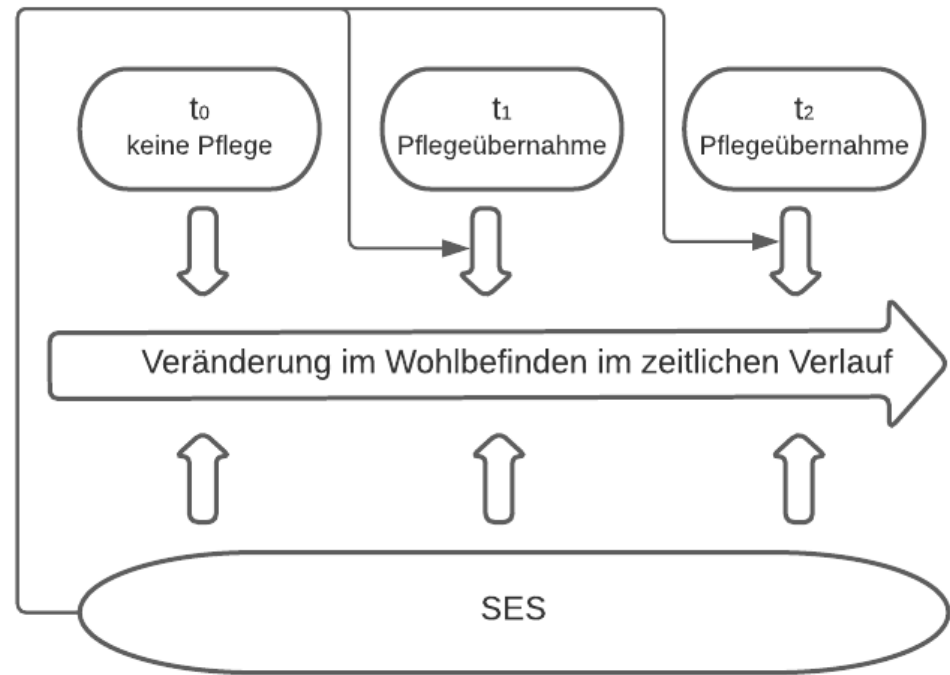 t0
keine Pflege
t1
Pflegeübernahme
t2
Pflegeübernahme
Veränderung im Wohlbefinden im zeitlichen Verlauf
SES